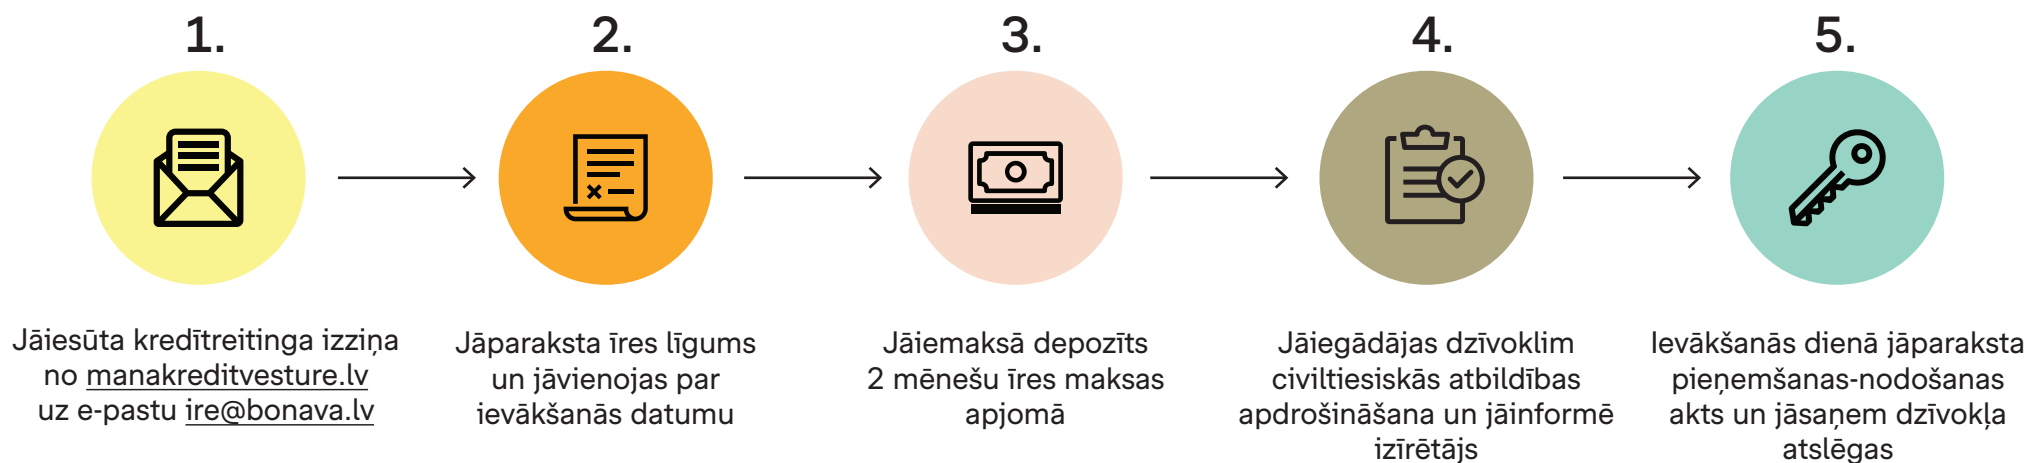 1.
Jāiesūta kredītreitinga izziņa
no manakreditvesture.lv
uz e-pastu ire@bonava.lv
2.
Jāparaksta īres līgums
un jāvienojas par
ievākšanās datumu
3.
Jāiemaksā depozīts
2 mēnešu īres maksas
apjomā
4.
Jāiegādājas dzīvoklim
civiltiesiskās atbildības
apdrošināšana un jāinformē
izīrētājs
5.
Ievākšanās dienā jāparaksta
pieņemšanas-nodošanas
akts un jāsaņem dzīvokļa
atslēgas